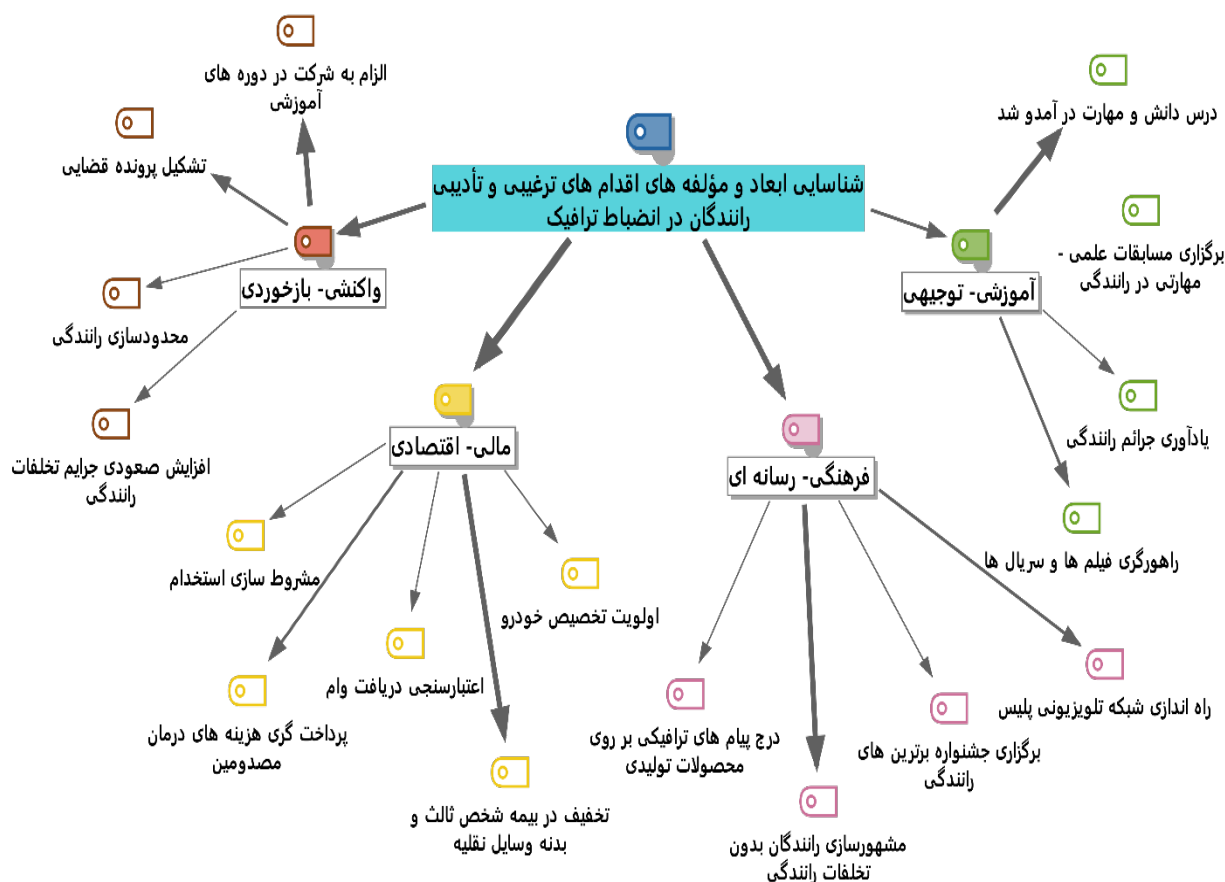 شناسایی ابعاد و مؤلفه های اقدام های ترغیبی و تأدیبی
رانندگان در انضباط ترافیک
آموزشی- توجیهی
درس دانش و مهارت در آمدو شد
برگزاری مسابقات علمی -
مهارتی در رانندگی
یادآوری جرائم رانندگی
راهورگری فیلم ها و سریال ها
فرهنگی- رسانه ای
راه اندازی شبکه تلویزیونی پلیس
برگزاری جشنواره برترین های
رانندگی
مشهورسازی رانندگان بدون
تخلفات رانندگی
درج پیام های ترافیکی بر روی
محصولات تولیدی
مالی- اقتصادی
اولویت تخصیص خودرو
تخفیف در بیمه شخص ثالث و
بدنه وسایل نقلیه
اعتبارسنجی دریافت وام
پرداخت گری هزینه های درمان
مصدومین
مشروط سازی استخدام
واکنشی- بازخوردی
الزام به شرکت در دوره های
آموزشی
تشکیل پرونده قضایی
محدودسازی رانندگی
افزایش صعودی جرایم تخلفات
رانندگی